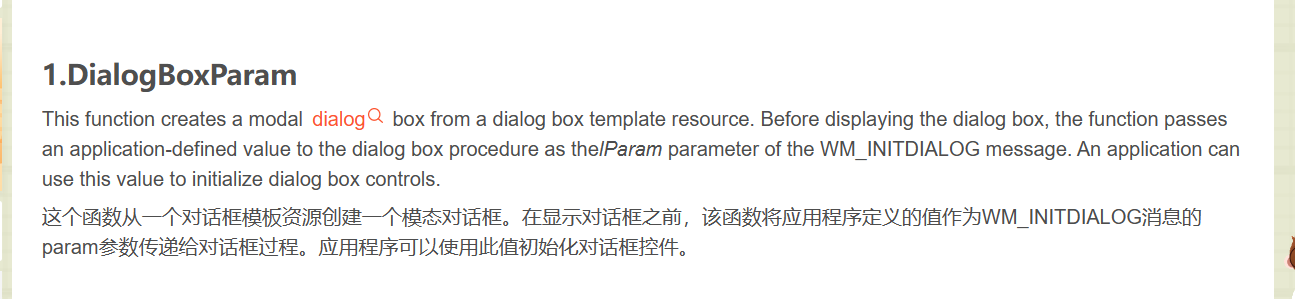 1.DialogBoxParam
This function creates a modal dialog box from a dialog box template resource. Before displaying the dialog box, the function passes
an application-defined value to the dialog box procedure as thelParam parameter of the WM_INITDIALOG message. An application can
use this value to initialize dialog box controls.
这个函数从一个对话框模板资源创建一个模态对话框。在显示对话框之前，该函数将应用程序定义的值作为WM_INITDIALOG消息的
param参数传递给对话框过程。应用程序可以使用此值初始化对话框控件。